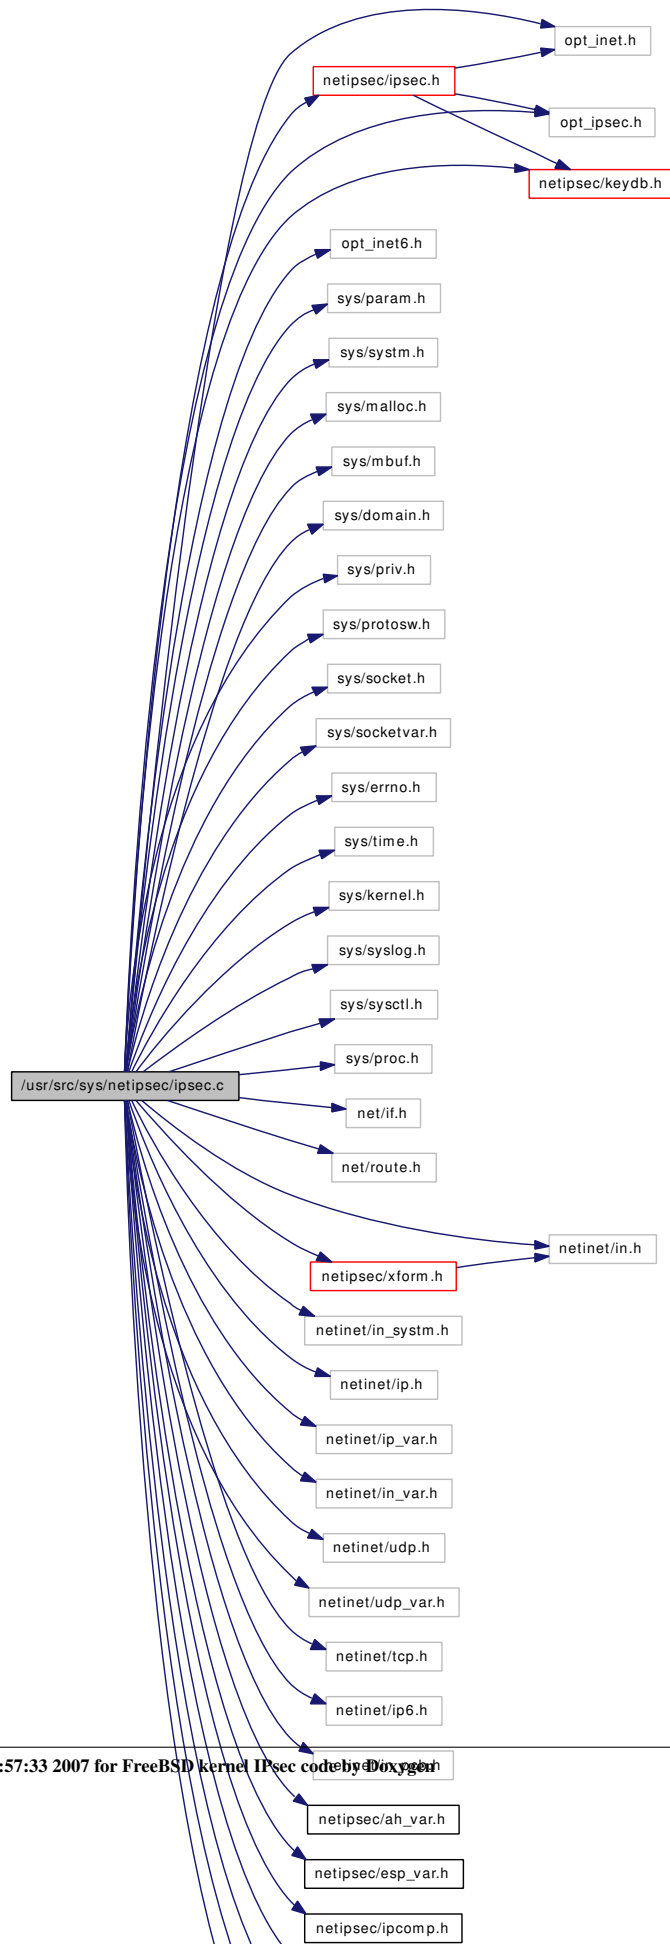 opt_inet.h
netipsec/ipsec.h
opt_ipsec.h
netipsec/keydb.h
opt_inet6.h
sys/param.h
sys/systm.h
sys/malloc.h
sys/mbuf.h
sys/domain.h
sys/priv.h
sys/protosw.h
sys/socket.h
sys/socketvar.h
sys/errno.h
sys/time.h
sys/kernel.h
sys/syslog.h
sys/sysctl.h
sys/proc.h
/usr/src/sys/netipsec/ipsec.c
net/if.h
net/route.h
netinet/in.h
netipsec/xform.h
netinet/in_systm.h
netinet/ip.h
netinet/ip_var.h
netinet/in_var.h
netinet/udp.h
netinet/udp_var.h
netinet/tcp.h
netinet/ip6.h
:57:33 2007 for FreeBSD kernel IPsec code by Doxygen
netinet/in_pcb.h
netipsec/ah_var.h
netipsec/esp_var.h
netipsec/ipcomp.h